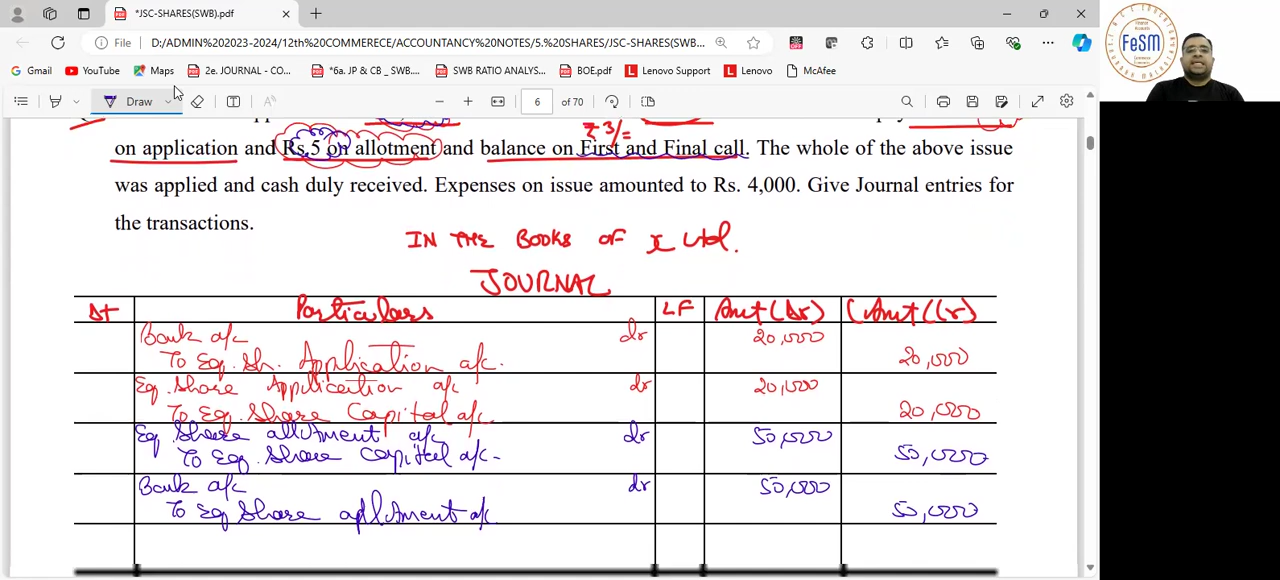 *JSC-SHARES(SWB).pdf
File D:/ADMIN%202023-2024/12th%20COMMERECE/ACCOUNTANCY%20NOTES/5.%20SHARES/JSC-SHARES(SWB...
Gmail YouTube Maps 2e. JOURNAL - CO... *6a. JP & CB _SWB.... SWB RATIO ANALYS... BOE.pdf Lenovo Support Lenovo McAfee
Draw 6 of 70
FeSM
₹3/=
on application and Rs.5 on allotment and balance on First and Final call. The whole of the above issue
was applied and cash duly received. Expenses on issue amounted to Rs. 4,000. Give Journal entries for
the transactions.
IN THE BOOKS OF X Ltd.
JOURNAL
Dt Particulars LF Amt(Dr) Amt(Cr)
Bank a/c dr 20,000
To Eq. Sh. Application a/c. 20,000
Eq. Share Application a/c dr 20,000
To Eq. Share Capital a/c. 20,000
Eq. Share allotment a/c dr 50,000
To Eq. Share Capital a/c. 50,000
Bank a/c dr 50,000
To Eq Share a/c. 50,000